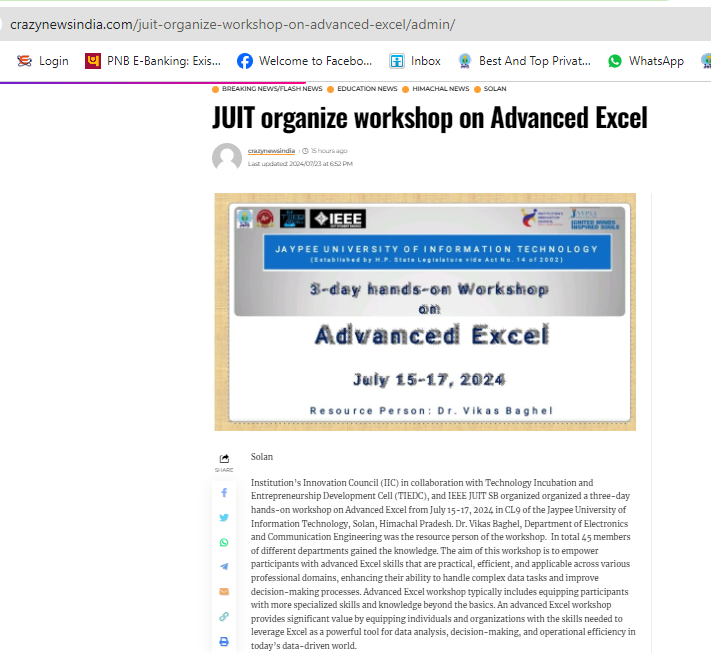 crazynewsindia.com/juit-organize-workshop-on-advanced-excel/admin/
Login PNB E-Banking: Exis... Welcome to Facebo... Inbox Best And Top Privat... WhatsApp
BREAKING NEWS/FLASH NEWS EDUCATION NEWS HIMACHAL NEWS SOLAN
JUIT organize workshop on Advanced Excel
crazynewsindia 15 hours ago
Last updated: 2024/07/23 at 6:52 PM
IEEE
JAYPEE UNIVERSITY OF INFORMATION TECHNOLOGY
(Established by H.P. State Legislature vide Act No. 14 of 2002)
3-day hands-on Workshop
on
Advanced Excel
July 15-17, 2024
Resource Person: Dr. Vikas Baghel
Solan
SHARE
Institution's Innovation Council (IIC) in collaboration with Technology Incubation and
Entrepreneurship Development Cell (TIEDC), and IEEE JUIT SB organized organized a three-day
hands-on workshop on Advanced Excel from July 15-17, 2024 in CL9 of the Jaypee University of
Information Technology, Solan, Himachal Pradesh. Dr. Vikas Baghel, Department of Electronics
and Communication Engineering was the resource person of the workshop. In total 45 members
of different departments gained the knowledge. The aim of this workshop is to empower
participants with advanced Excel skills that are practical, efficient, and applicable across various
professional domains, enhancing their ability to handle complex data tasks and improve
decision-making processes. Advanced Excel workshop typically includes equipping participants
with more specialized skills and knowledge beyond the basics. An advanced Excel workshop
provides significant value by equipping individuals and organizations with the skills needed to
leverage Excel as a powerful tool for data analysis, decision-making, and operational efficiency in
today's data-driven world.